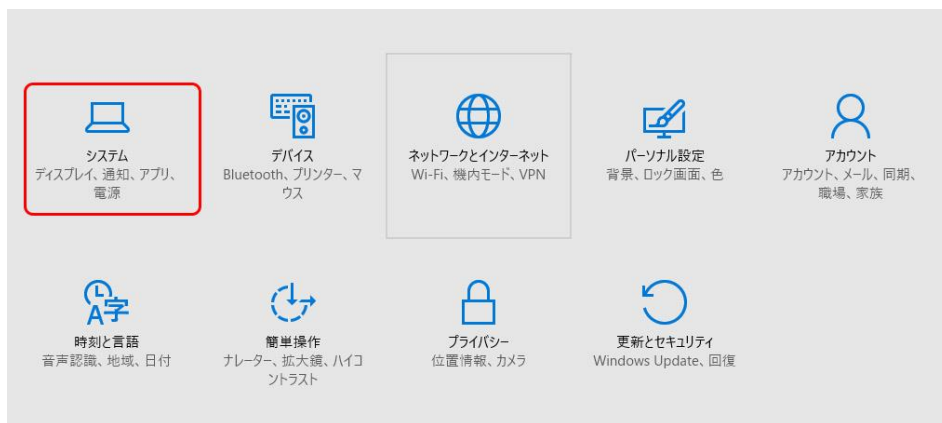 システム
ディスプレイ、通知、アプリ、
電源
デバイス
Bluetooth、プリンター、マ
ウス
ネットワークとインターネット
Wi-Fi、機内モード、VPN
パーソナル設定
背景、ロック画面、色
アカウント
アカウント、メール、同期、
職場、家族
A字
時刻と言語
音声認識、地域、日付
簡単操作
ナレーター、拡大鏡、ハイコ
ントラスト
プライバシー
位置情報、カメラ
更新とセキュリティ
Windows Update、回復